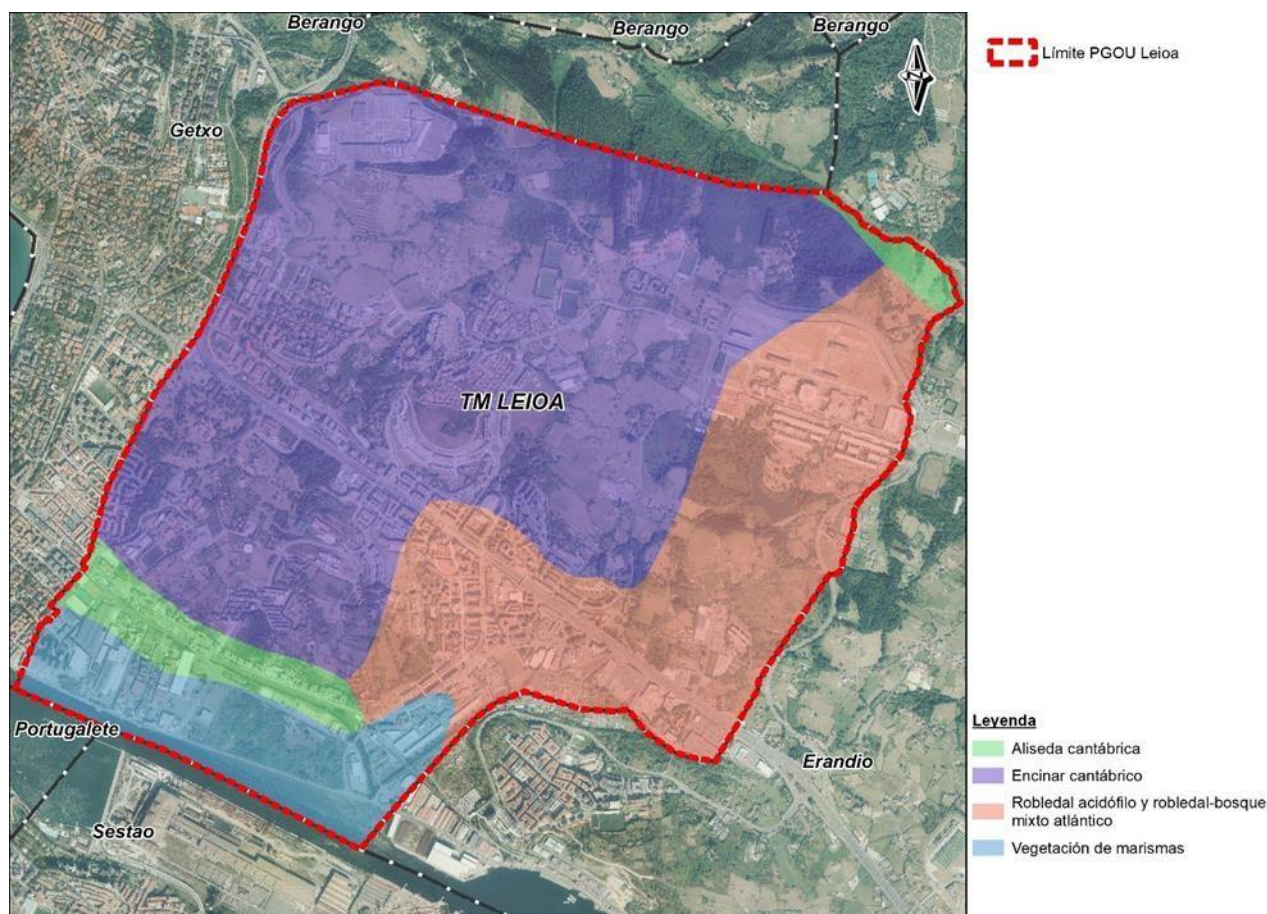 Berango
Berango
Berango
Límite PGOU Leioa
Getxo
N
TM LEIOA
Portugalete
Sestao
Erandio
Leyenda
Aliseda cantábrica
Encinar cantábrico
Robledal acidófilo y robledal-bosque
mixto atlántico
Vegetación de marismas